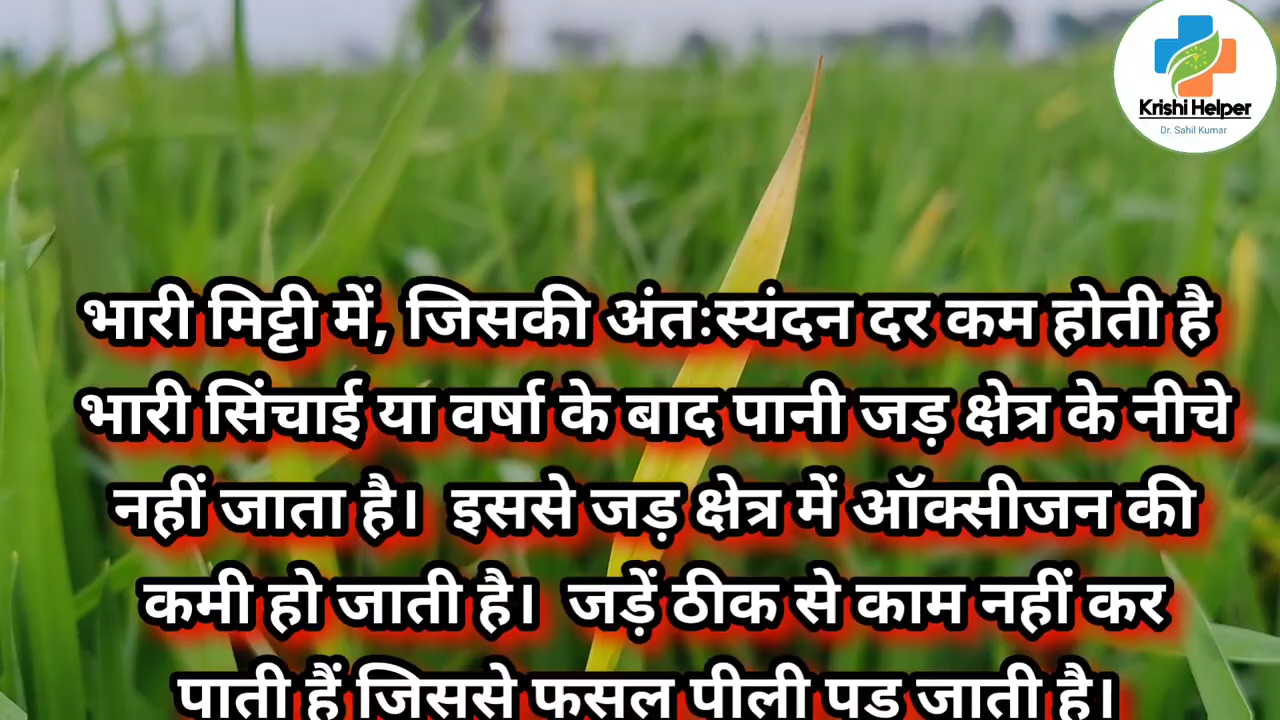 Krishi Helper
Dr. Sahil Kumar
भारी मिट्टी में, जिसकी अंतःस्यंदन दर कम होती है
भारी सिंचाई या वर्षा के बाद पानी जड़ क्षेत्र के नीचे
नहीं जाता है। इससे जड़ क्षेत्र में ऑक्सीजन की
कमी हो जाती है। जड़ें ठीक से काम नहीं कर
पाती हैं जिससे फसल पीली पड़ जाती है।